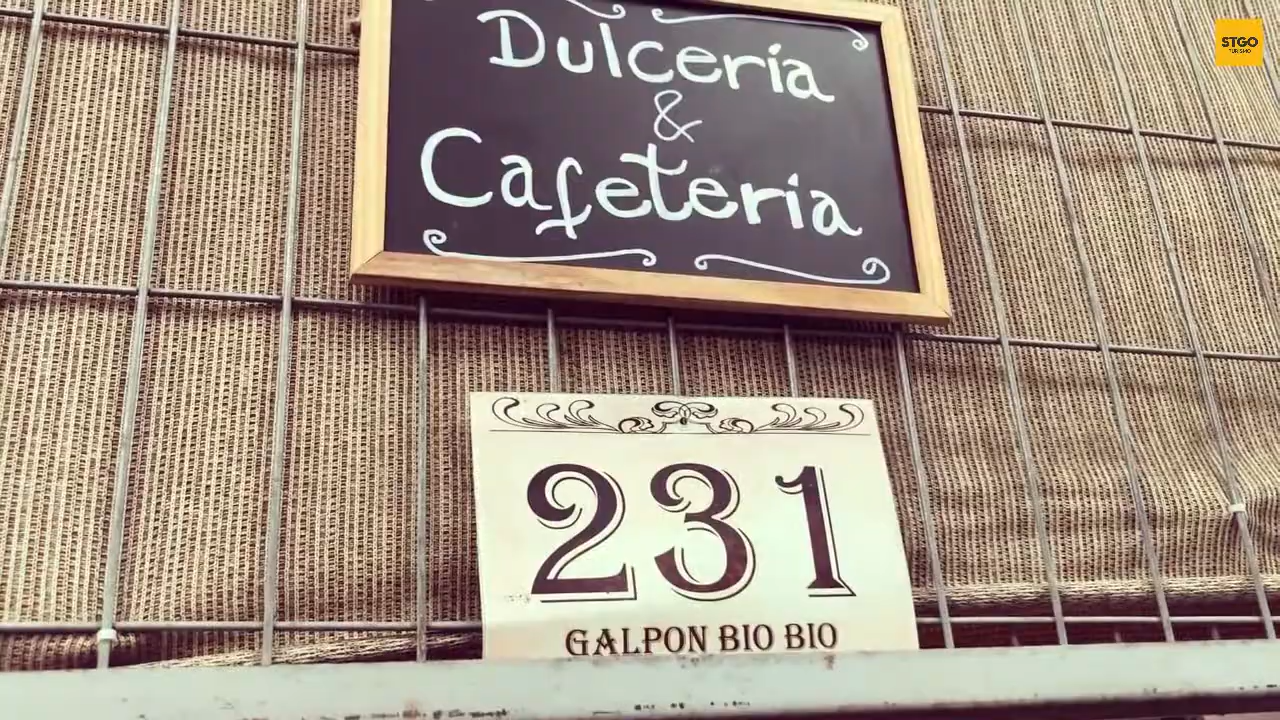 STGO
TURISMO
Dulcería
&
Cafetería
231
GALPON BIO BIO